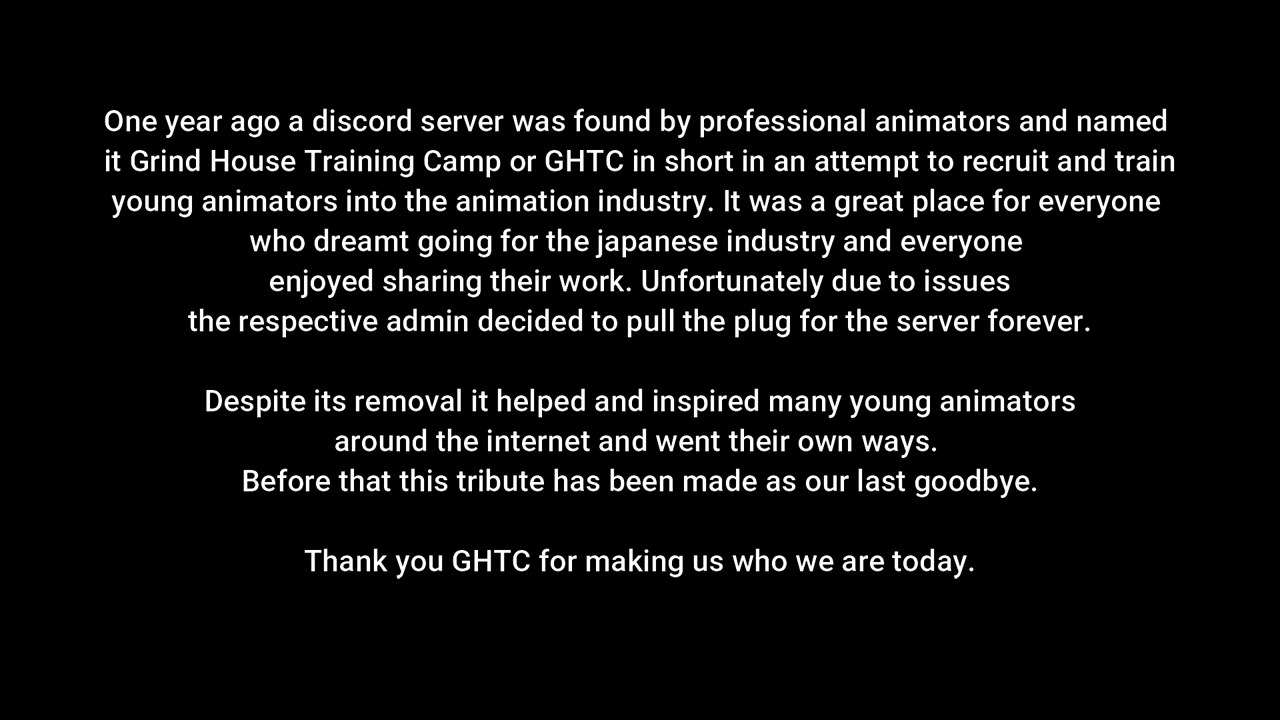 One year ago a discord server was found by professional animators and named
it Grind House Training Camp or GHTC in short in an attempt to recruit and train
young animators into the animation industry. It was a great place for everyone
who dreamt going for the japanese industry and everyone
enjoyed sharing their work. Unfortunately due to issues
the respective admin decided to pull the plug for the server forever.
Despite its removal it helped and inspired many young animators
around the internet and went their own ways.
Before that this tribute has been made as our last goodbye.
Thank you GHTC for making us who we are today.